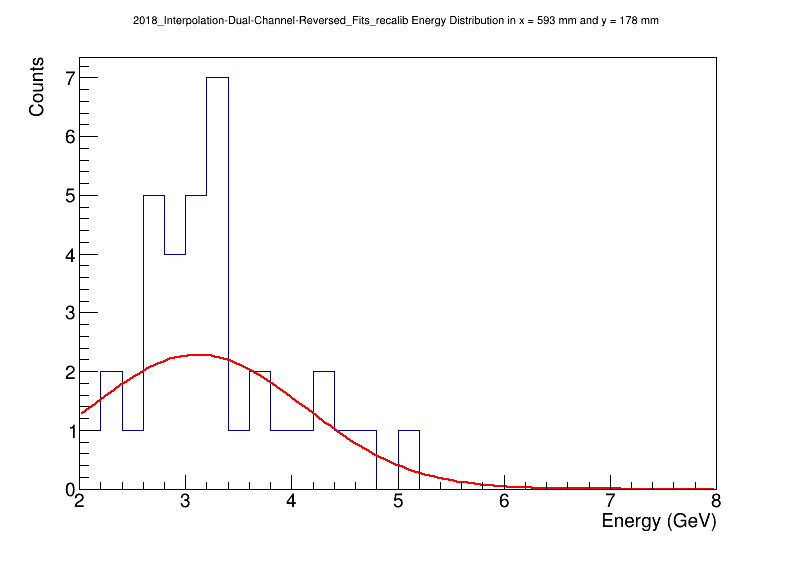 2018_Interpolation-Dual-Channel-Reversed_Fits_recalib Energy Distribution in x = 593 mm and y = 178 mm
Counts
7
6
5
4
3
2
1
0
2 3 4 5 6 7 8
Energy (GeV)